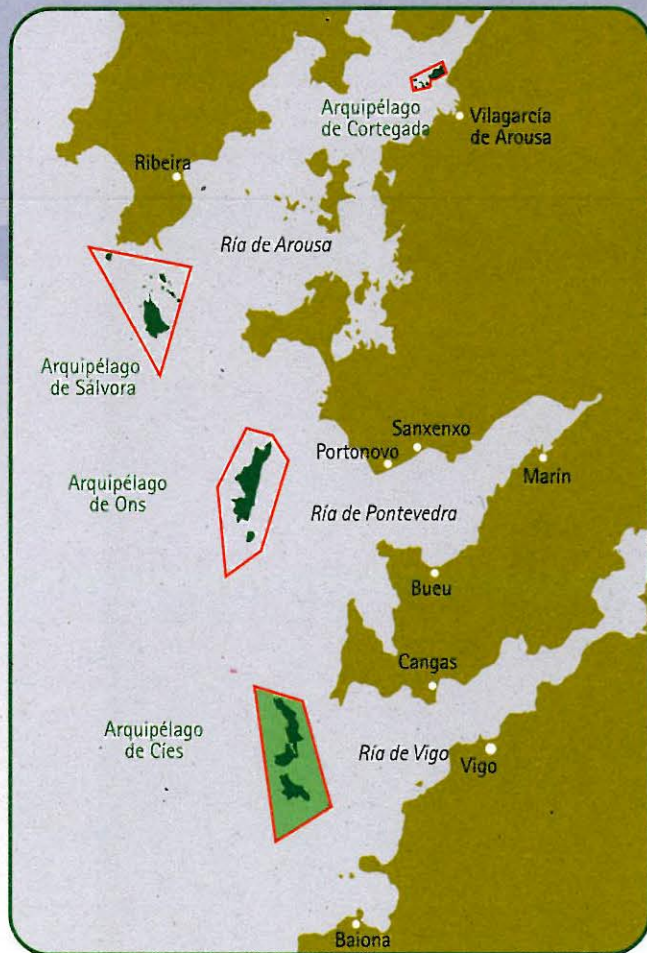 Arquipélago
de Cortegada
Vilagarcía
de Arousa
Ribeira
Ría de Arousa
Arquipélago
de Sálvora
Sanxenxo
Portonovo
Marín
Arquipélago
de Ons
Ría de Pontevedra
Bueu
Cangas
Arquipélago
de Cíes
Ría de Vigo
Vigo
Baiona